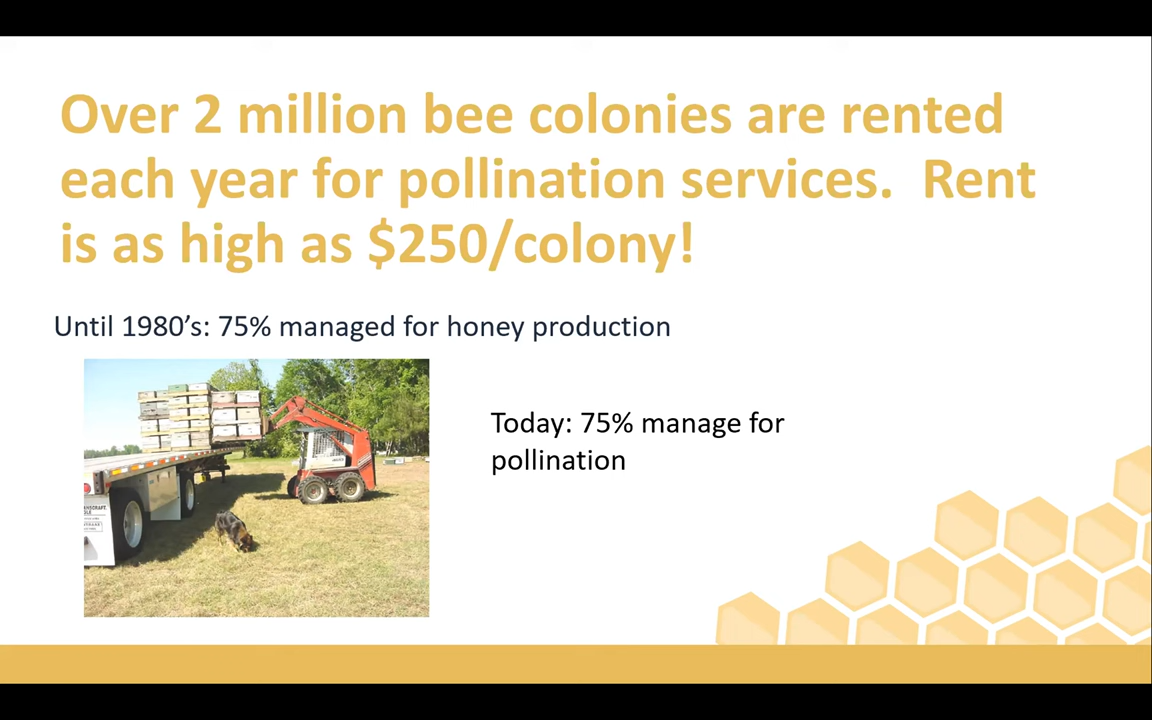 Over 2 million bee colonies are rented
each year for pollination services.  Rent
is as high as $250/colony!
Until 1980’s: 75% managed for honey production
Today: 75% manage for
pollination